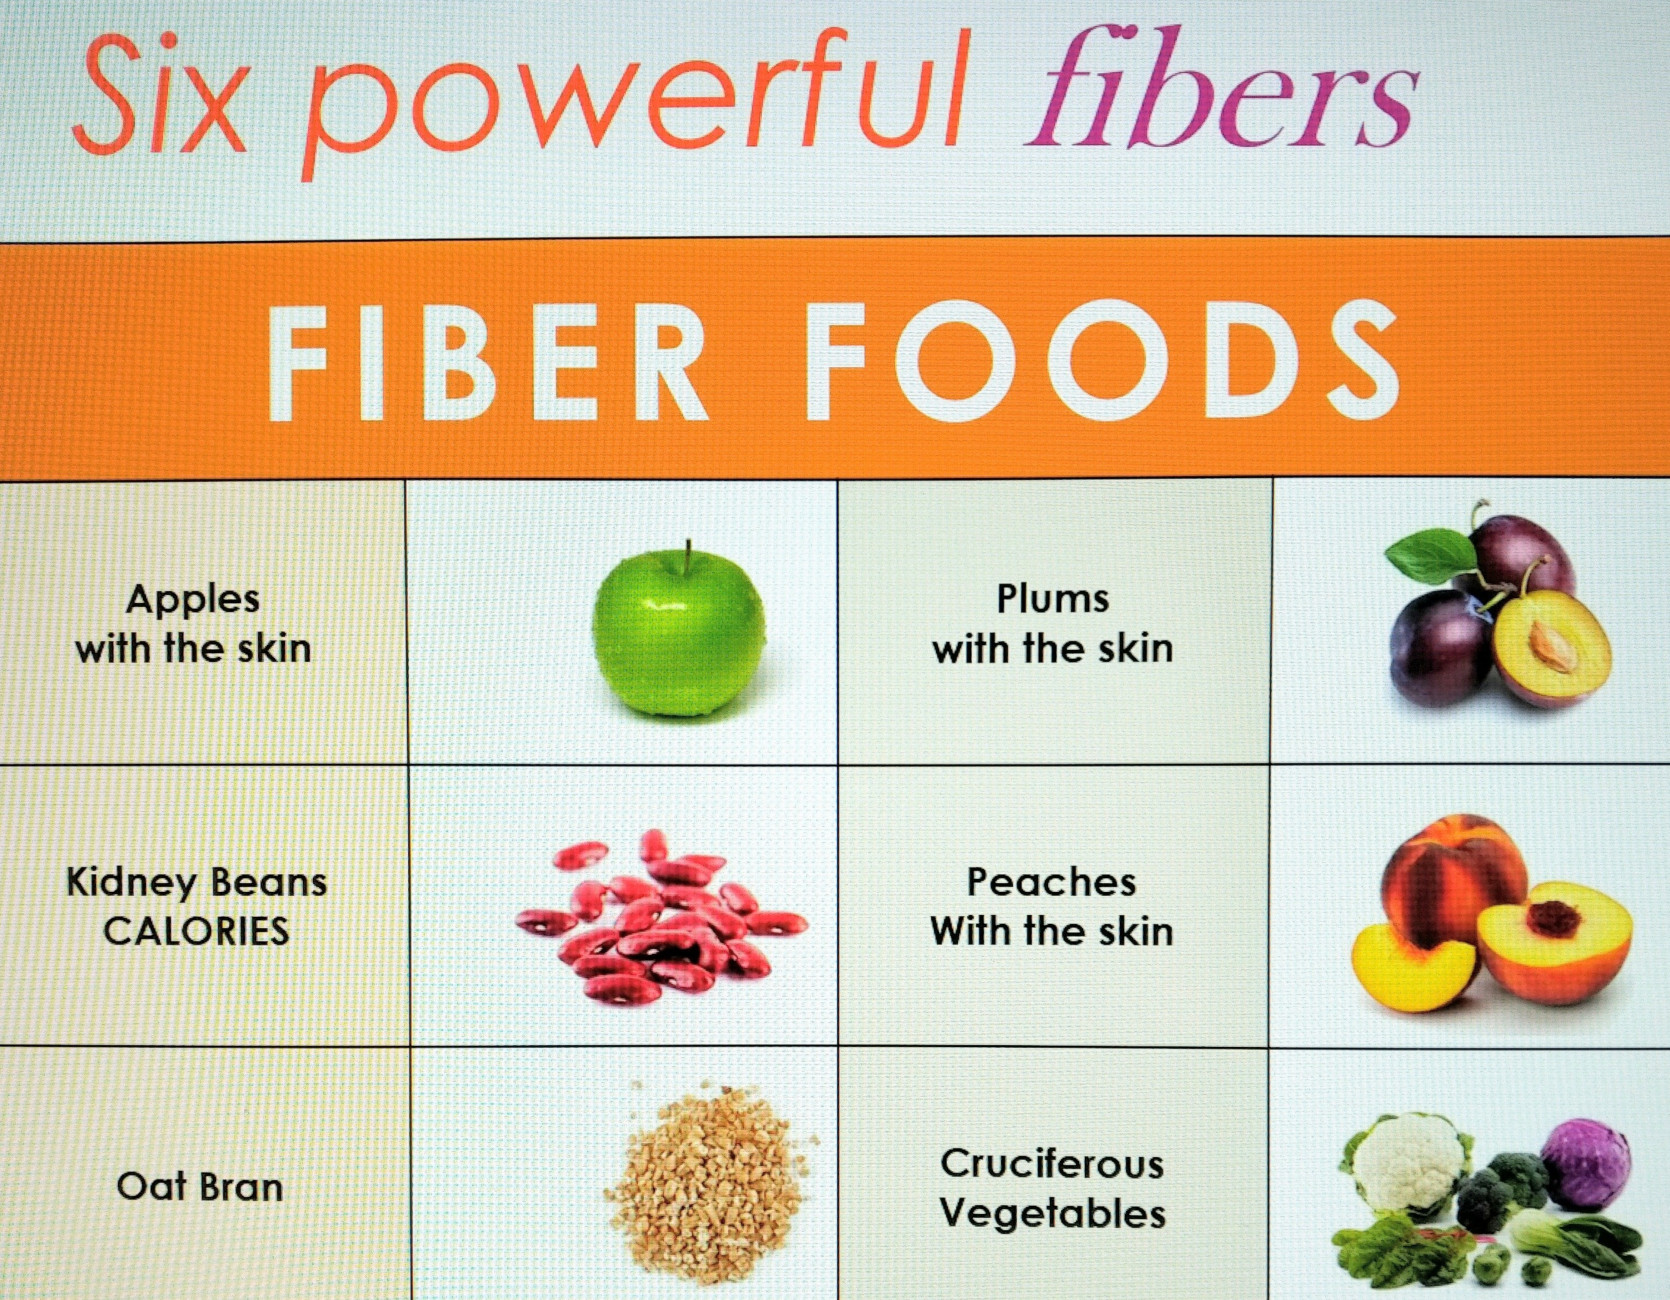 Six powerful fibers
FIBER FOODS
Apples
with the skin
Plums
with the skin
Kidney Beans
CALORIES
Peaches
With the skin
Oat Bran
Cruciferous
Vegetables